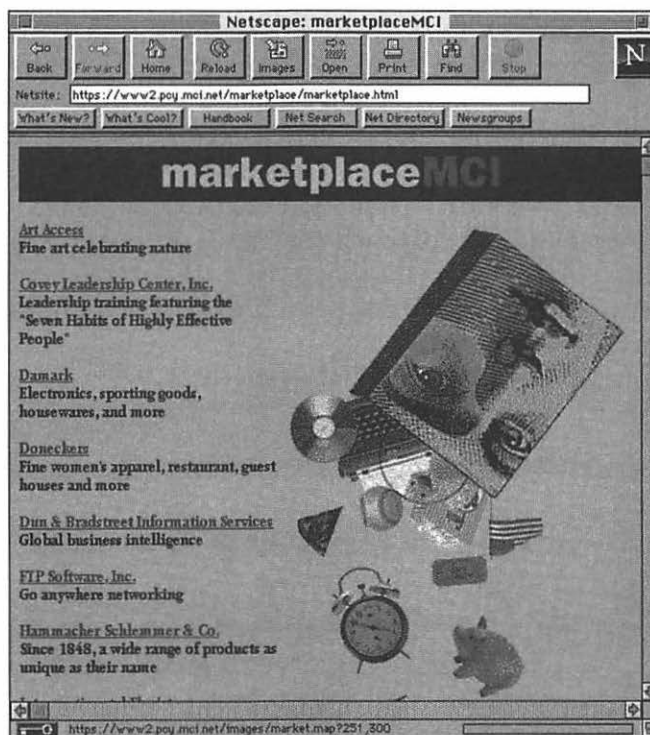 Netscape: marketplaceMCI
Back Forward Home Reload Images Open Print Find Stop N
Netsite: https://www2.pcy.mci.net/marketplace/marketplace.html
What's New? What's Cool? Handbook Net Search Net Directory Newsgroups
marketplaceMCI
Art Access
Fine art celebrating nature
Covey Leadership Center, Inc.
Leadership training featuring the
"Seven Habits of Highly Effective
People"
Damark
Electronics, sporting goods,
housewares, and more
Doneckers
Fine women's apparel, restaurant, guest
houses and more
Dun & Bradstreet Information Services
Global business intelligence
FTP Software, Inc.
Go anywhere networking
Hammacher Schlemmer & Co.
Since 1848, a wide range of products as
unique as their name
https://www2.pcy.mci.net/images/market.map?251,300